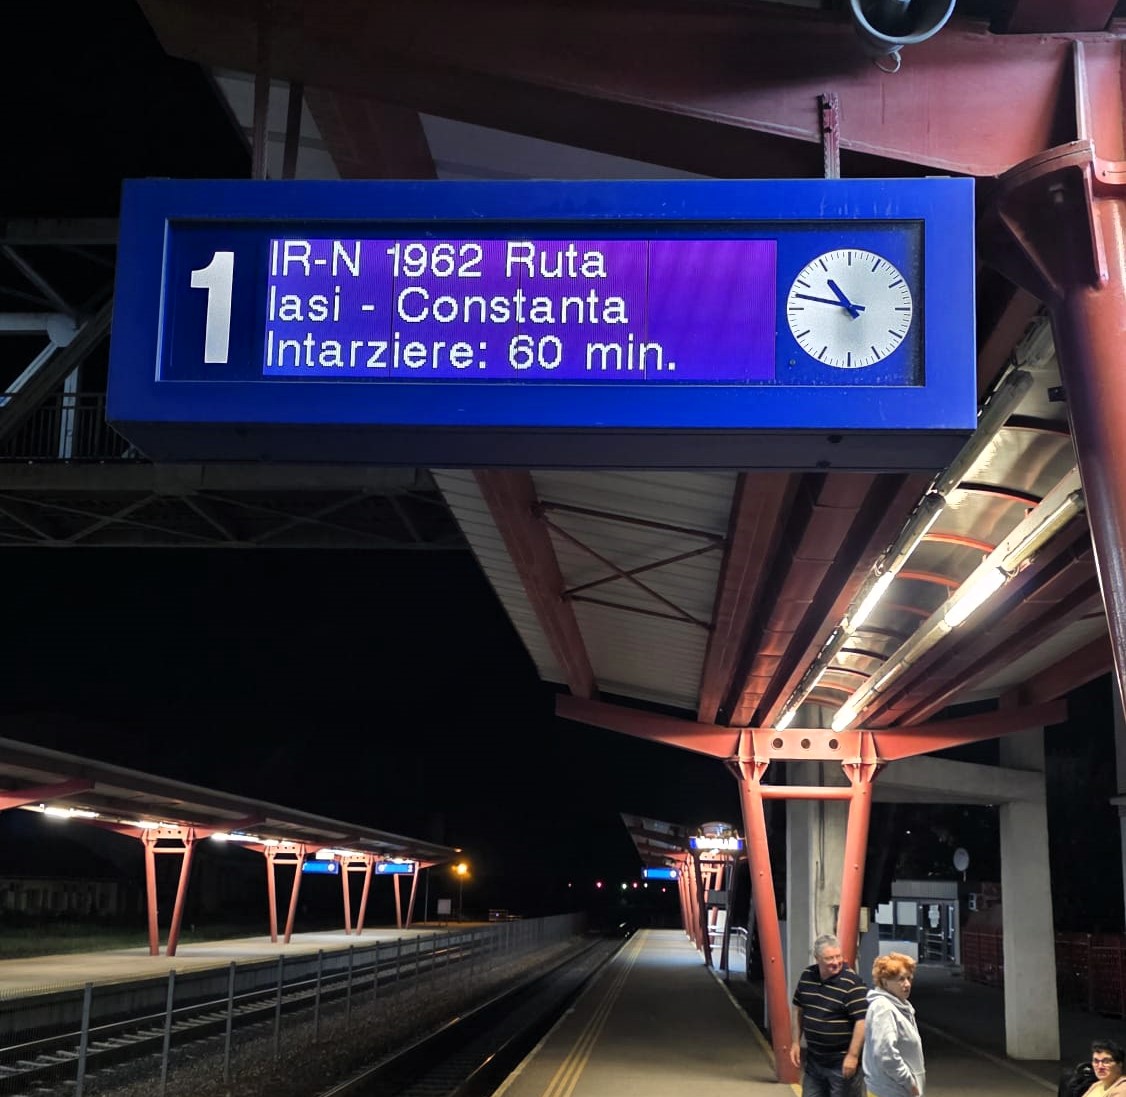 1
IR-N 1962 Ruta
Iasi - Constanta
Intarziere: 60 min.